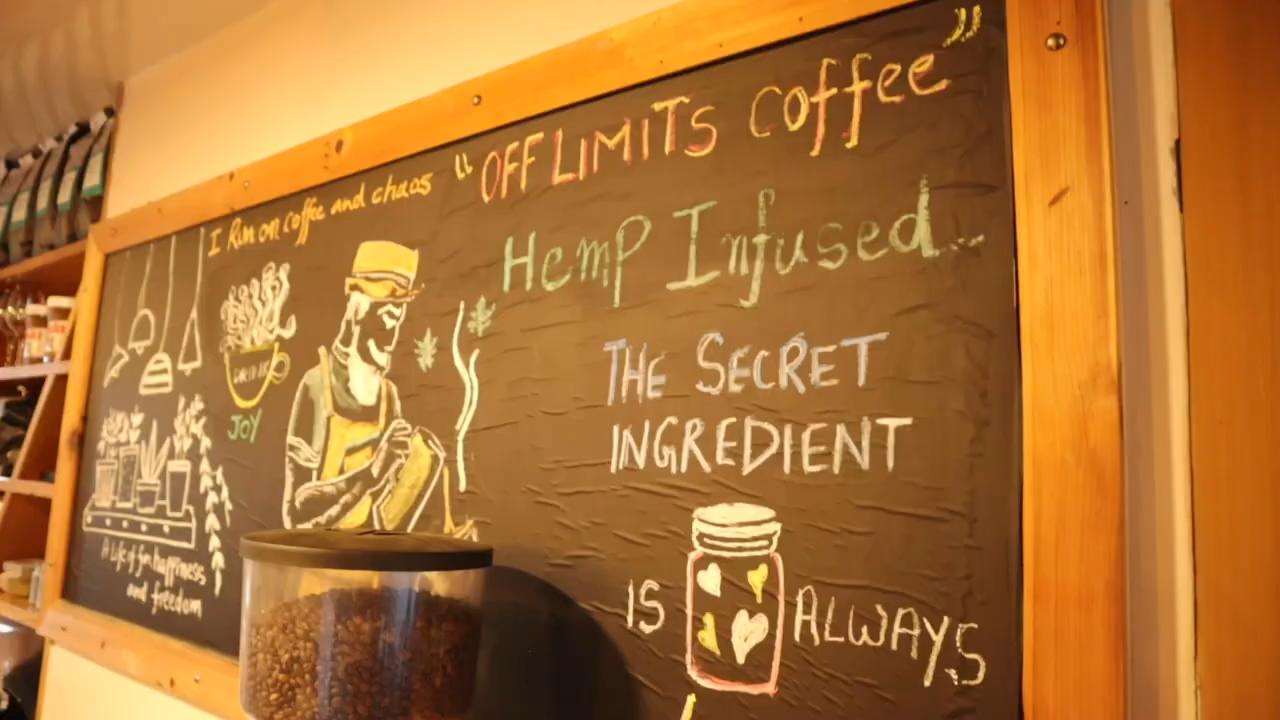 I Run on Coffee and chaos
"OFF LIMITS Coffee"
Hemp Infused...
THE SECRET
INGREDIENT
IS ALWAYS
DRINK
JOY
A Life of fun happiness
and freedom